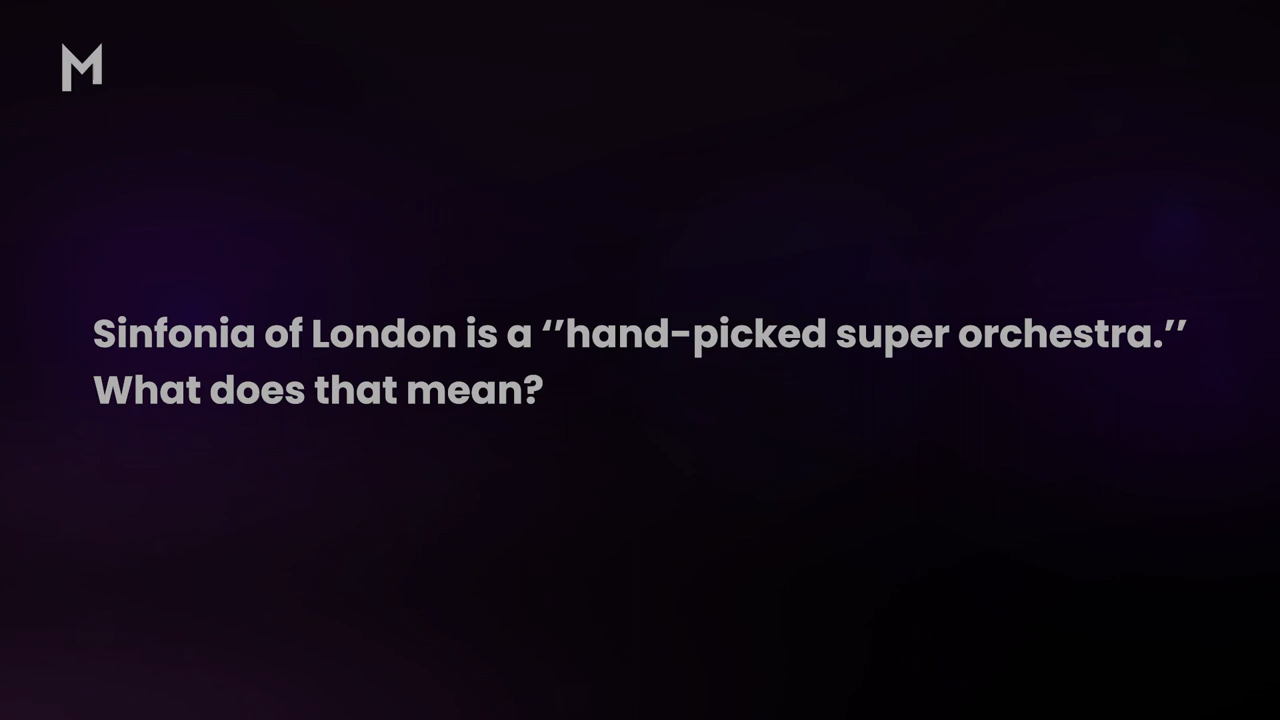 M
Sinfonia of London is a ‘’hand-picked super orchestra.’’
What does that mean?